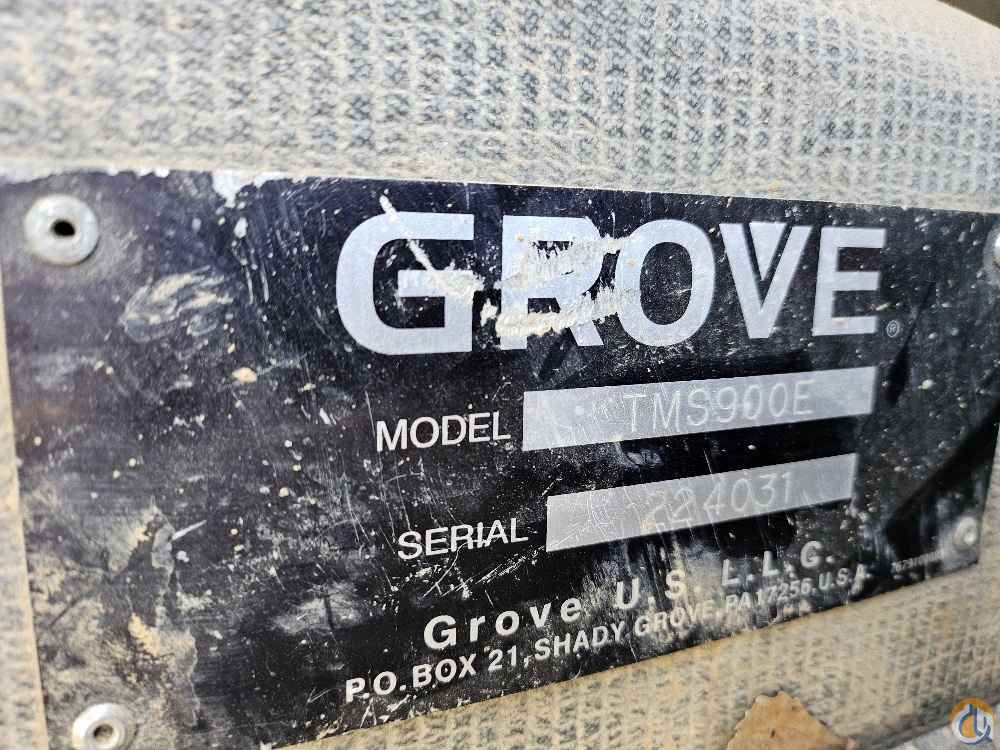 GROVE®
MODEL TMS900E
SERIAL 224031
Grove U.S. L.L.C.
P.O. BOX 21, SHADY GROVE, PA 17256, U.S.A.